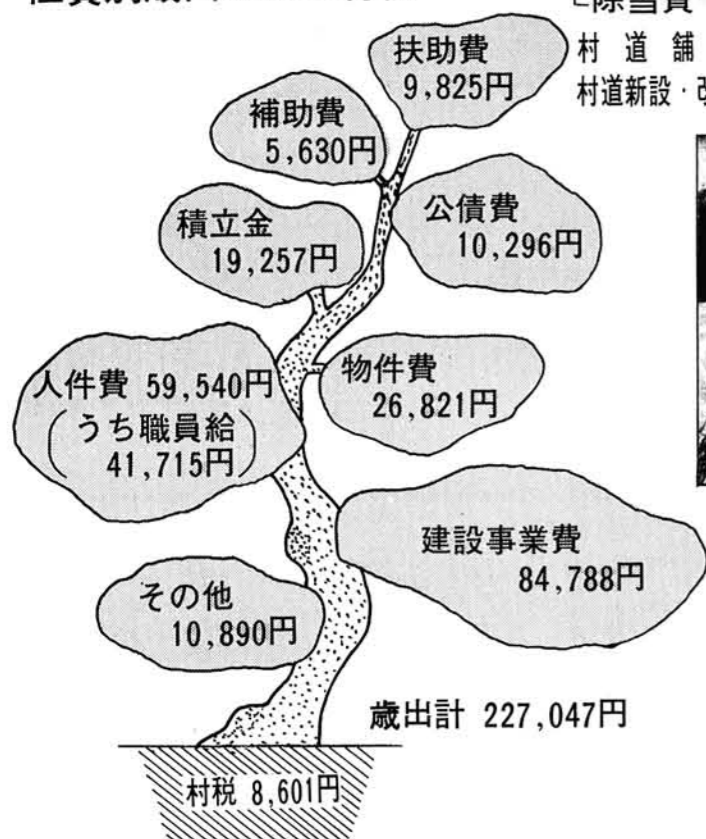 除雪費
村道舗
村道新設・改
扶助費
9,825円
補助費
5,630円
公債費
10,296円
積立金
19,257円
人件費 59,540円
(うち職員給
41,715円)
物件費
26,821円
建設事業費
84,788円
その他
10,890円
歳出計 227,047円
村税 8,601円